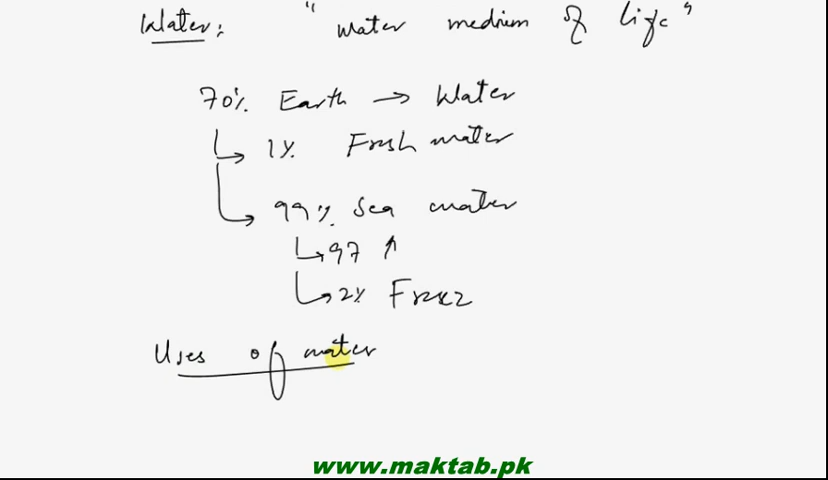 Water: " Water medium of life"
70% Earth → Water
1% Fresh water
99% Sea water
97 ↑
2% Freez
Uses of water
www.maktab.pk